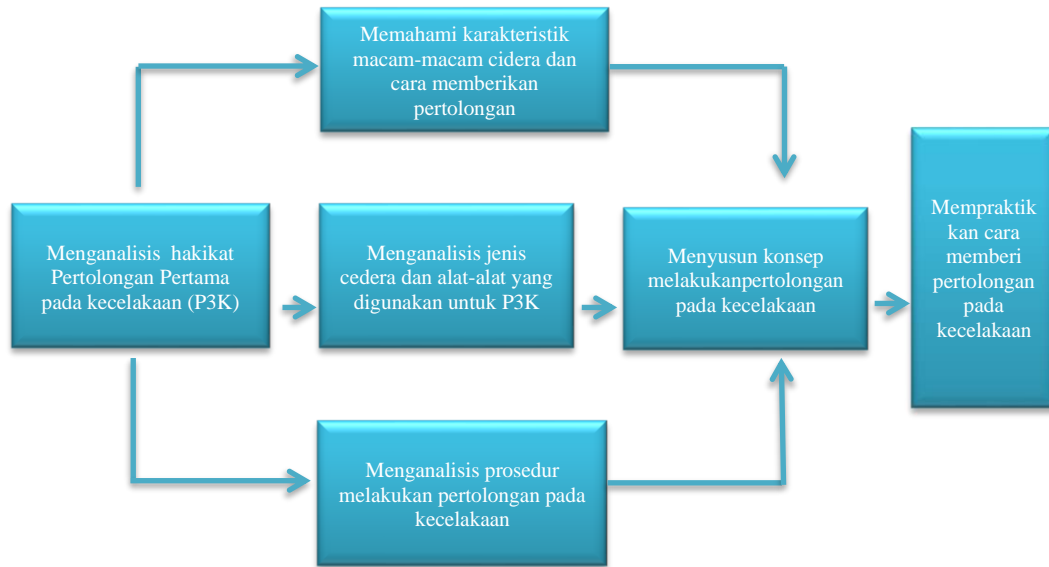 Memahami karakteristik
macam-macam cidera dan
cara memberikan
pertolongan
Menganalisis hakikat
Pertolongan Pertama
pada kecelakaan (P3K)
Menganalisis jenis
cedera dan alat-alat yang
digunakan untuk P3K
Menganalisis prosedur
melakukan pertolongan pada
kecelakaan
Menyusun konsep
melakukanpertolongan
pada kecelakaan
Mempraktik
kan cara
memberi
pertolongan
pada
kecelakaan